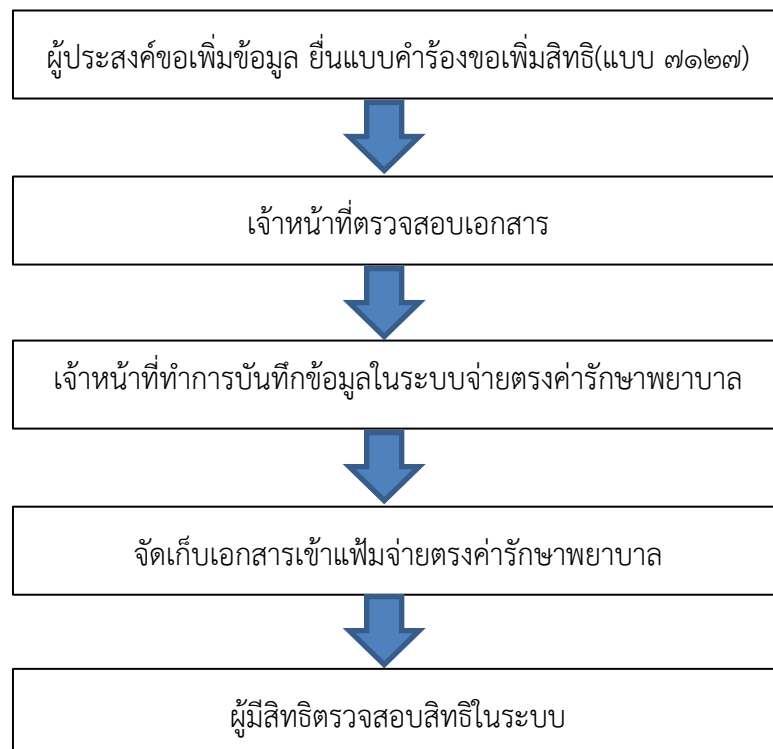 ผู้ประสงค์ขอเพิ่มข้อมูล ยื่นแบบคำร้องขอเพิ่มสิทธิ(แบบ ๗๑๒๗)
เจ้าหน้าที่ตรวจสอบเอกสาร
เจ้าหน้าที่ทำการบันทึกข้อมูลในระบบจ่ายตรงค่ารักษาพยาบาล
จัดเก็บเอกสารเข้าแฟ้มจ่ายตรงค่ารักษาพยาบาล
ผู้มีสิทธิตรวจสอบสิทธิในระบบ